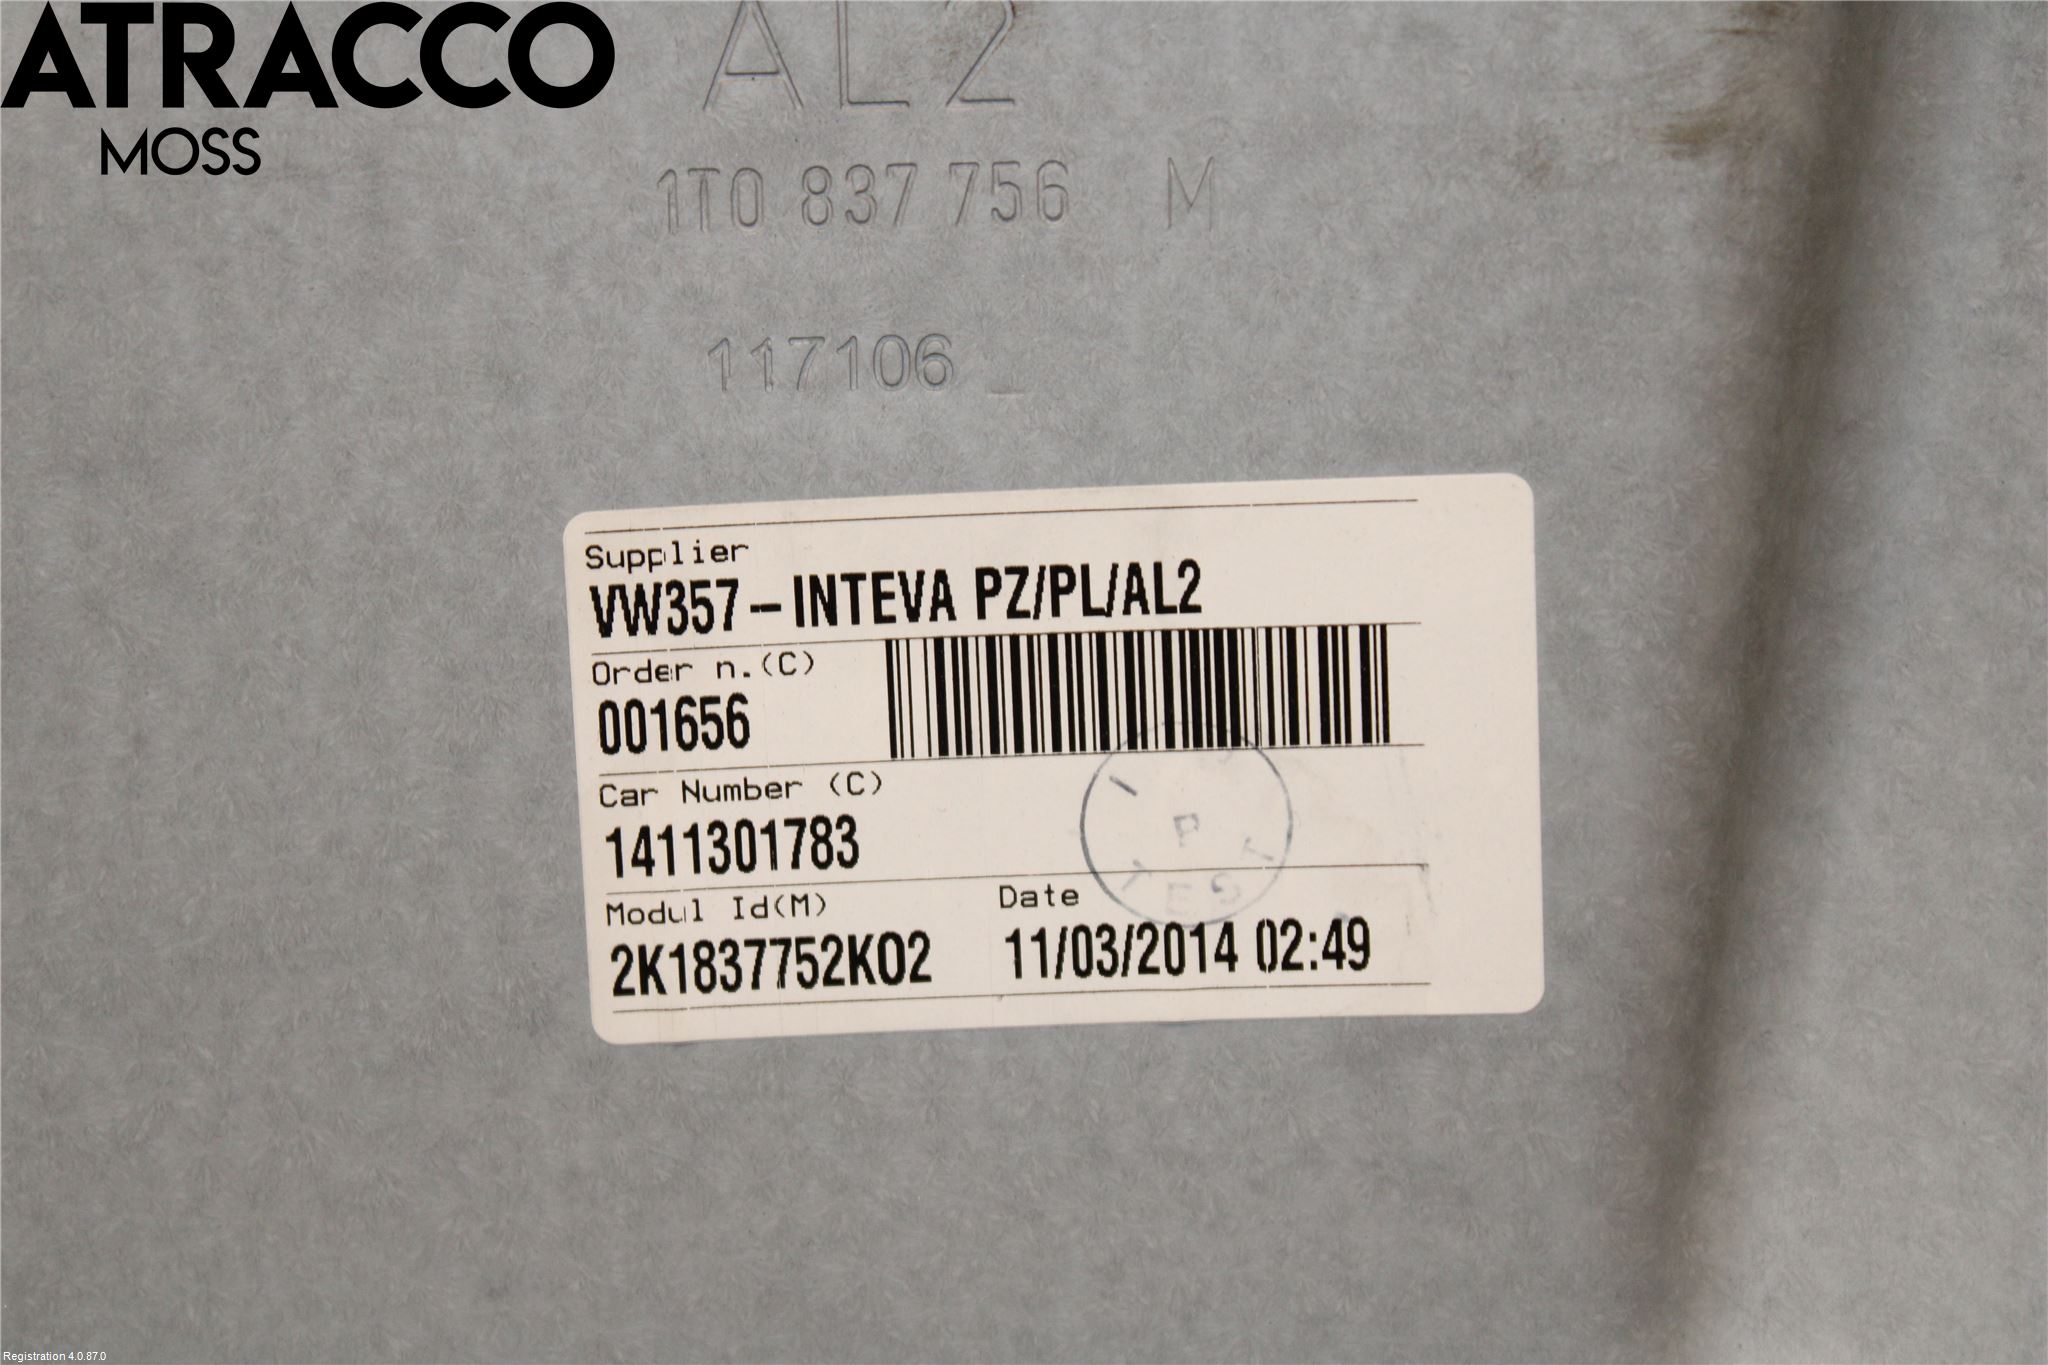 ATRACCO
MOSS
AL2
1T0 837 756 M
117106 _
Supplier
VW357-INTEVA PZ/PL/AL2
Order n.(C)
001656
Car Number (C)
1411301783
Modul Id(M)
2K1837752K02
Date
11/03/2014 02:49
Registration 4.0.87.0